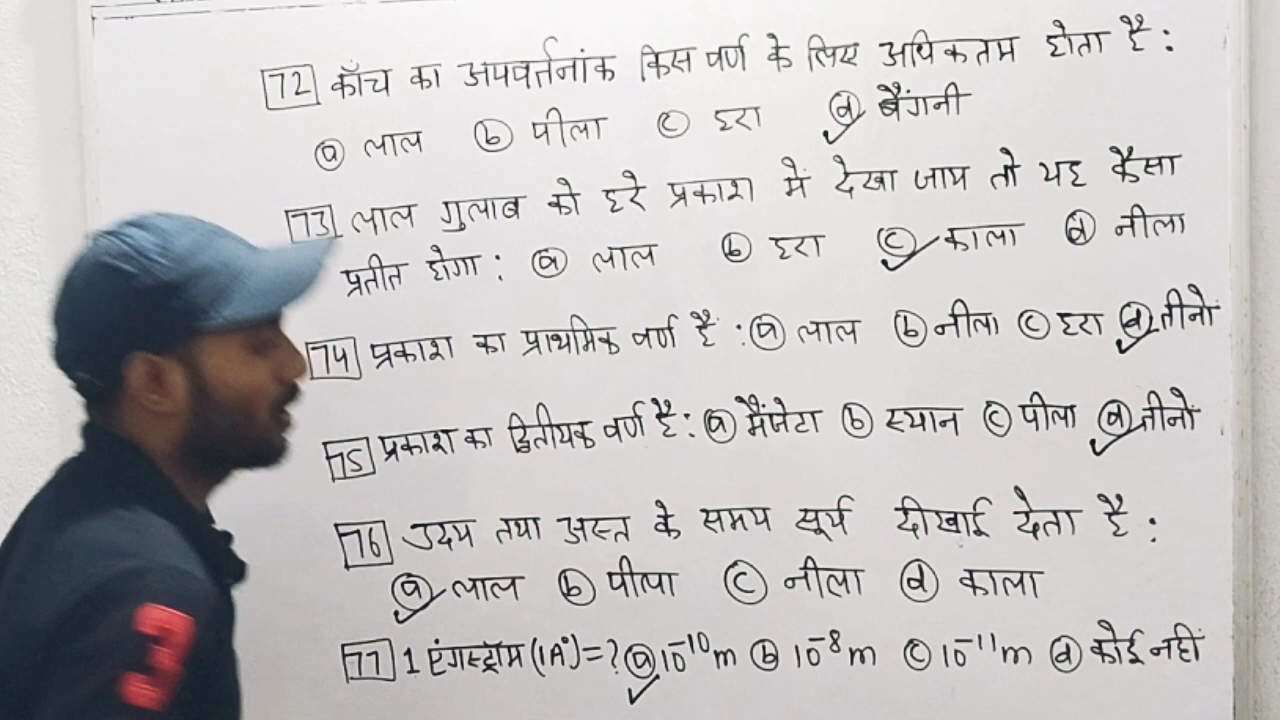 72 काँच का अपवर्तनांक किस वर्ण के लिए अधिकतम होता है :
(a) लाल (b) पीला (c) हरा (d) बैंगनी
73 लाल गुलाब को हरे प्रकाश में देखा जाय तो यह कैसा
प्रतीत होगा : (a) लाल (b) हरा (c) काला (d) नीला
74 प्रकाश का प्राथमिक वर्ण है : (a) लाल (b) नीला (c) हरा (d) तीनों
75 प्रकाश का द्वितीयक वर्ण है : (a) मैंजेटा (b) स्यान (c) पीला (d) तीनों
76 उदय तथा अस्त के समय सूर्य दीखाई देता है :
(a) लाल (b) पीला (c) नीला (d) काला
77 1 एंगस्ट्रॉम (1A°) = ? (a) 10⁻¹⁰m (b) 10⁻⁸m (c) 10⁻¹¹m (d) कोई नहीं
3